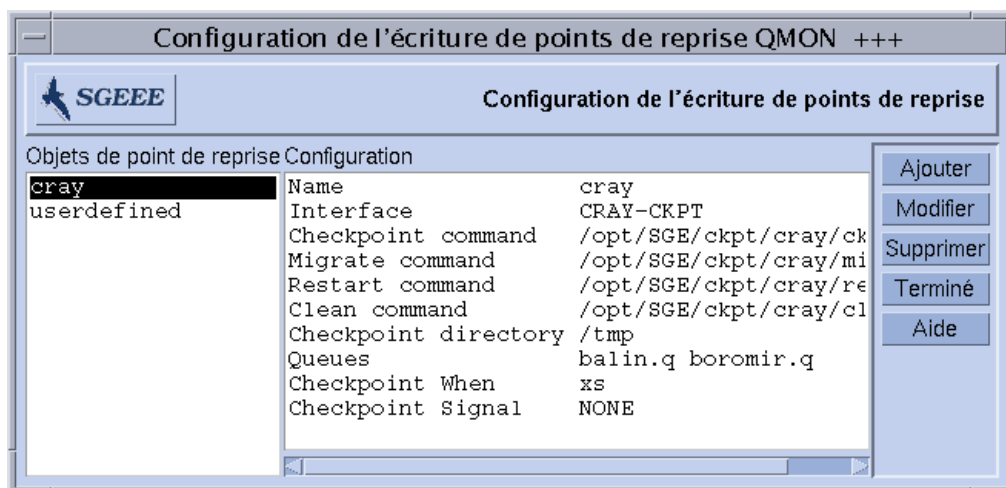 Configuration de l'écriture de points de reprise QMON +++
SGEEE
Configuration de l'écriture de points de reprise
Objets de point de reprise
cray
userdefined
Configuration
Name cray
Interface CRAY-CKPT
Checkpoint command /opt/SGE/ckpt/cray/ck
Migrate command /opt/SGE/ckpt/cray/mi
Restart command /opt/SGE/ckpt/cray/re
Clean command /opt/SGE/ckpt/cray/cl
Checkpoint directory /tmp
Queues balin.q boromir.q
Checkpoint When xs
Checkpoint Signal NONE
Ajouter
Modifier
Supprimer
Terminé
Aide